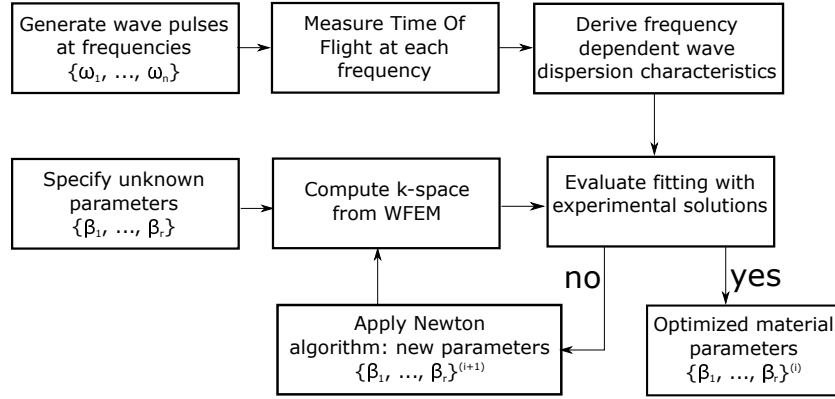 Generate wave pulses
at frequencies
{ω₁, ..., ωₙ}
Measure Time Of
Flight at each
frequency
Derive frequency
dependent wave
dispersion characteristics
Specify unknown
parameters
{β₁, ..., βᵣ}
Compute k-space
from WFEM
Evaluate fitting with
experimental solutions
no
yes
Apply Newton
algorithm: new parameters
{β₁, ..., βᵣ}⁽ⁱ⁺¹⁾
Optimized material
parameters
{β₁, ..., βᵣ}⁽ⁱ⁾